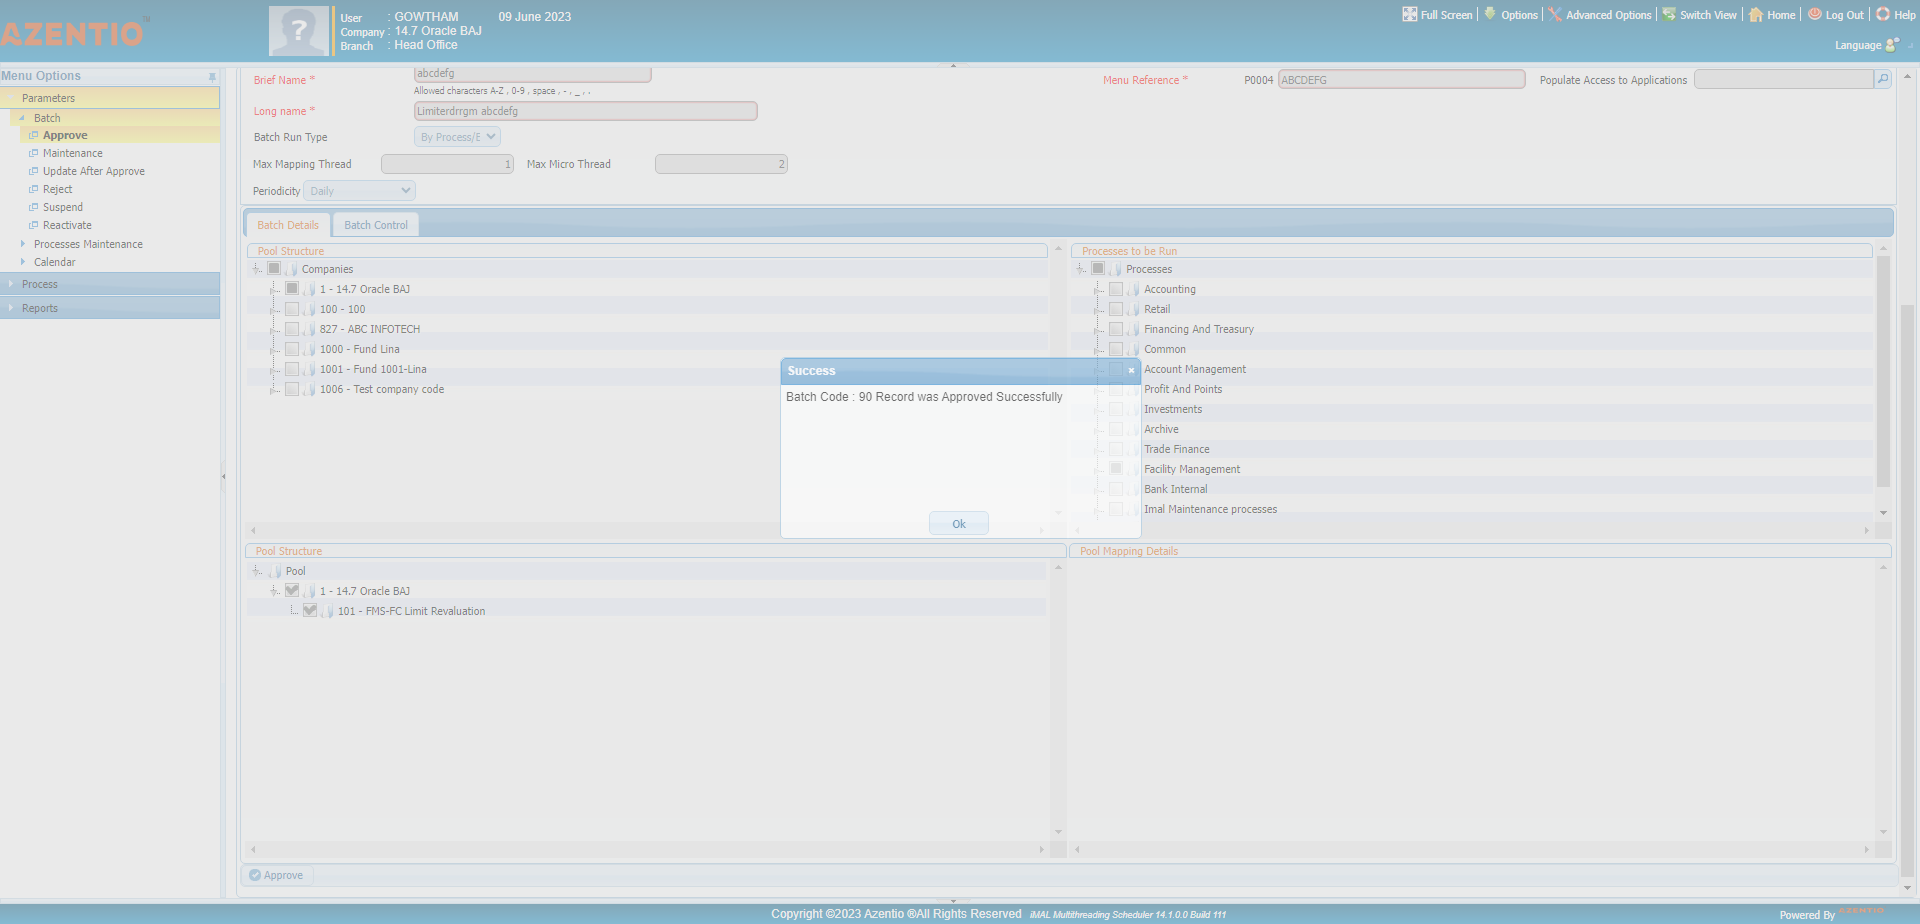 AZENTIO™
User : GOWTHAM 09 June 2023
Company : 14.7 Oracle BAJ
Branch : Head Office
Full Screen Options Advanced Options Switch View Home Log Out Help
Language
Menu Options
Parameters
Batch
Approve
Maintenance
Update After Approve
Reject
Suspend
Reactivate
Processes Maintenance
Calendar
Process
Reports
Brief Name * abcdefg
Allowed characters A-Z , 0-9 , space , - , _ , .
Menu Reference * P0004 ABCDEFG Populate Access to Applications
Long name * Limiterdrrgm abcdefg
Batch Run Type By Process/E
Max Mapping Thread 1 Max Micro Thread 2
Periodicity Daily
Batch Details Batch Control
Pool Structure
Companies
1 - 14.7 Oracle BAJ
100 - 100
827 - ABC INFOTECH
1000 - Fund Lina
1001 - Fund 1001-Lina
1006 - Test company code
Processes to be Run
Processes
Accounting
Retail
Financing And Treasury
Common
Account Management
Profit And Points
Investments
Archive
Trade Finance
Facility Management
Bank Internal
Imal Maintenance processes
Success
Batch Code : 90 Record was Approved Successfully
Ok
Pool Structure
Pool
1 - 14.7 Oracle BAJ
101 - FMS-FC Limit Revaluation
Pool Mapping Details
Approve
Copyright ©2023 Azentio ®All Rights Reserved iMAL Multithreading Scheduler 14.1.0.0 Build 111
Powered By AZENTIO